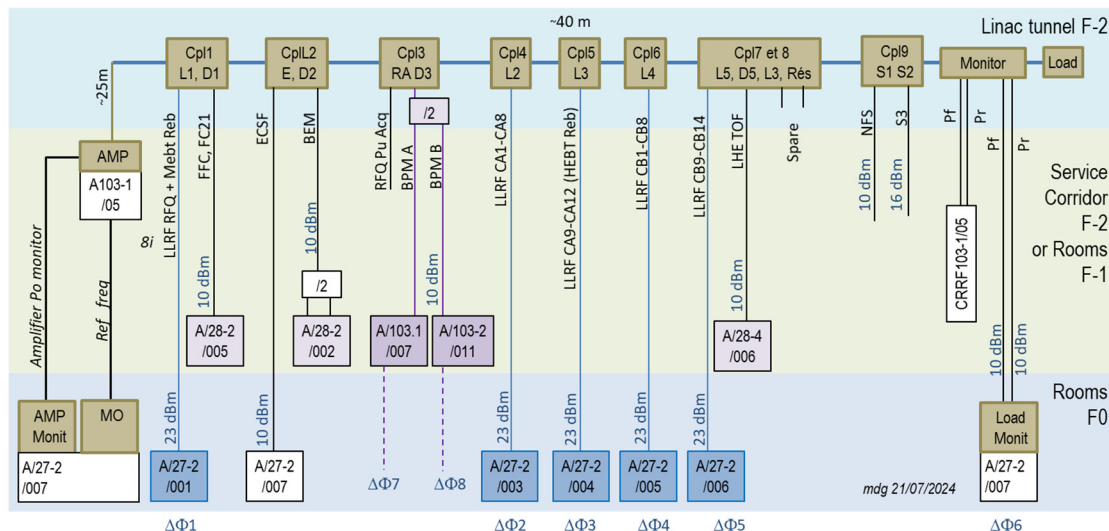 ~40 m
Linac tunnel F-2
Cpl1
L1, D1
CplL2
E, D2
Cpl3
RA D3
Cpl4
L2
Cpl5
L3
Cpl6
L4
Cpl7 et 8
L5, D5, L3, Rés
Cpl9
S1 S2
Monitor
Load
~25m
/2
AMP
A103-1
/05
8i
Amplifier Po monitor
Ref freq
LLRF RFQ + Mebt Reb
FFC, FC21
10 dBm
ECSF
BEM
10 dBm
RFQ Pu Acq
BPM A
BPM B
10 dBm
LLRF CA1-CA8
LLRF CA9-CA12 (HEBT Reb)
LLRF CB1-CB8
LLRF CB9-CB14
LHE TOF
Spare
NFS
10 dBm
S3
16 dBm
Pf
Pr
Pf
Pr
Service
Corridor
F-2
or Rooms
F-1
/2
CRRF103-1/05
A/28-2
/005
A/28-2
/002
A/103.1
/007
A/103-2
/011
A/28-4
/006
10 dBm
10 dBm
10 dBm
Rooms
F0
AMP
Monit
MO
23 dBm
10 dBm
23 dBm
23 dBm
23 dBm
23 dBm
Load
Monit
A/27-2
/007
A/27-2
/001
A/27-2
/007
ΔΦ7
ΔΦ8
A/27-2
/003
A/27-2
/004
A/27-2
/005
A/27-2
/006
mdg 21/07/2024
A/27-2
/007
ΔΦ1
ΔΦ2
ΔΦ3
ΔΦ4
ΔΦ5
ΔΦ6